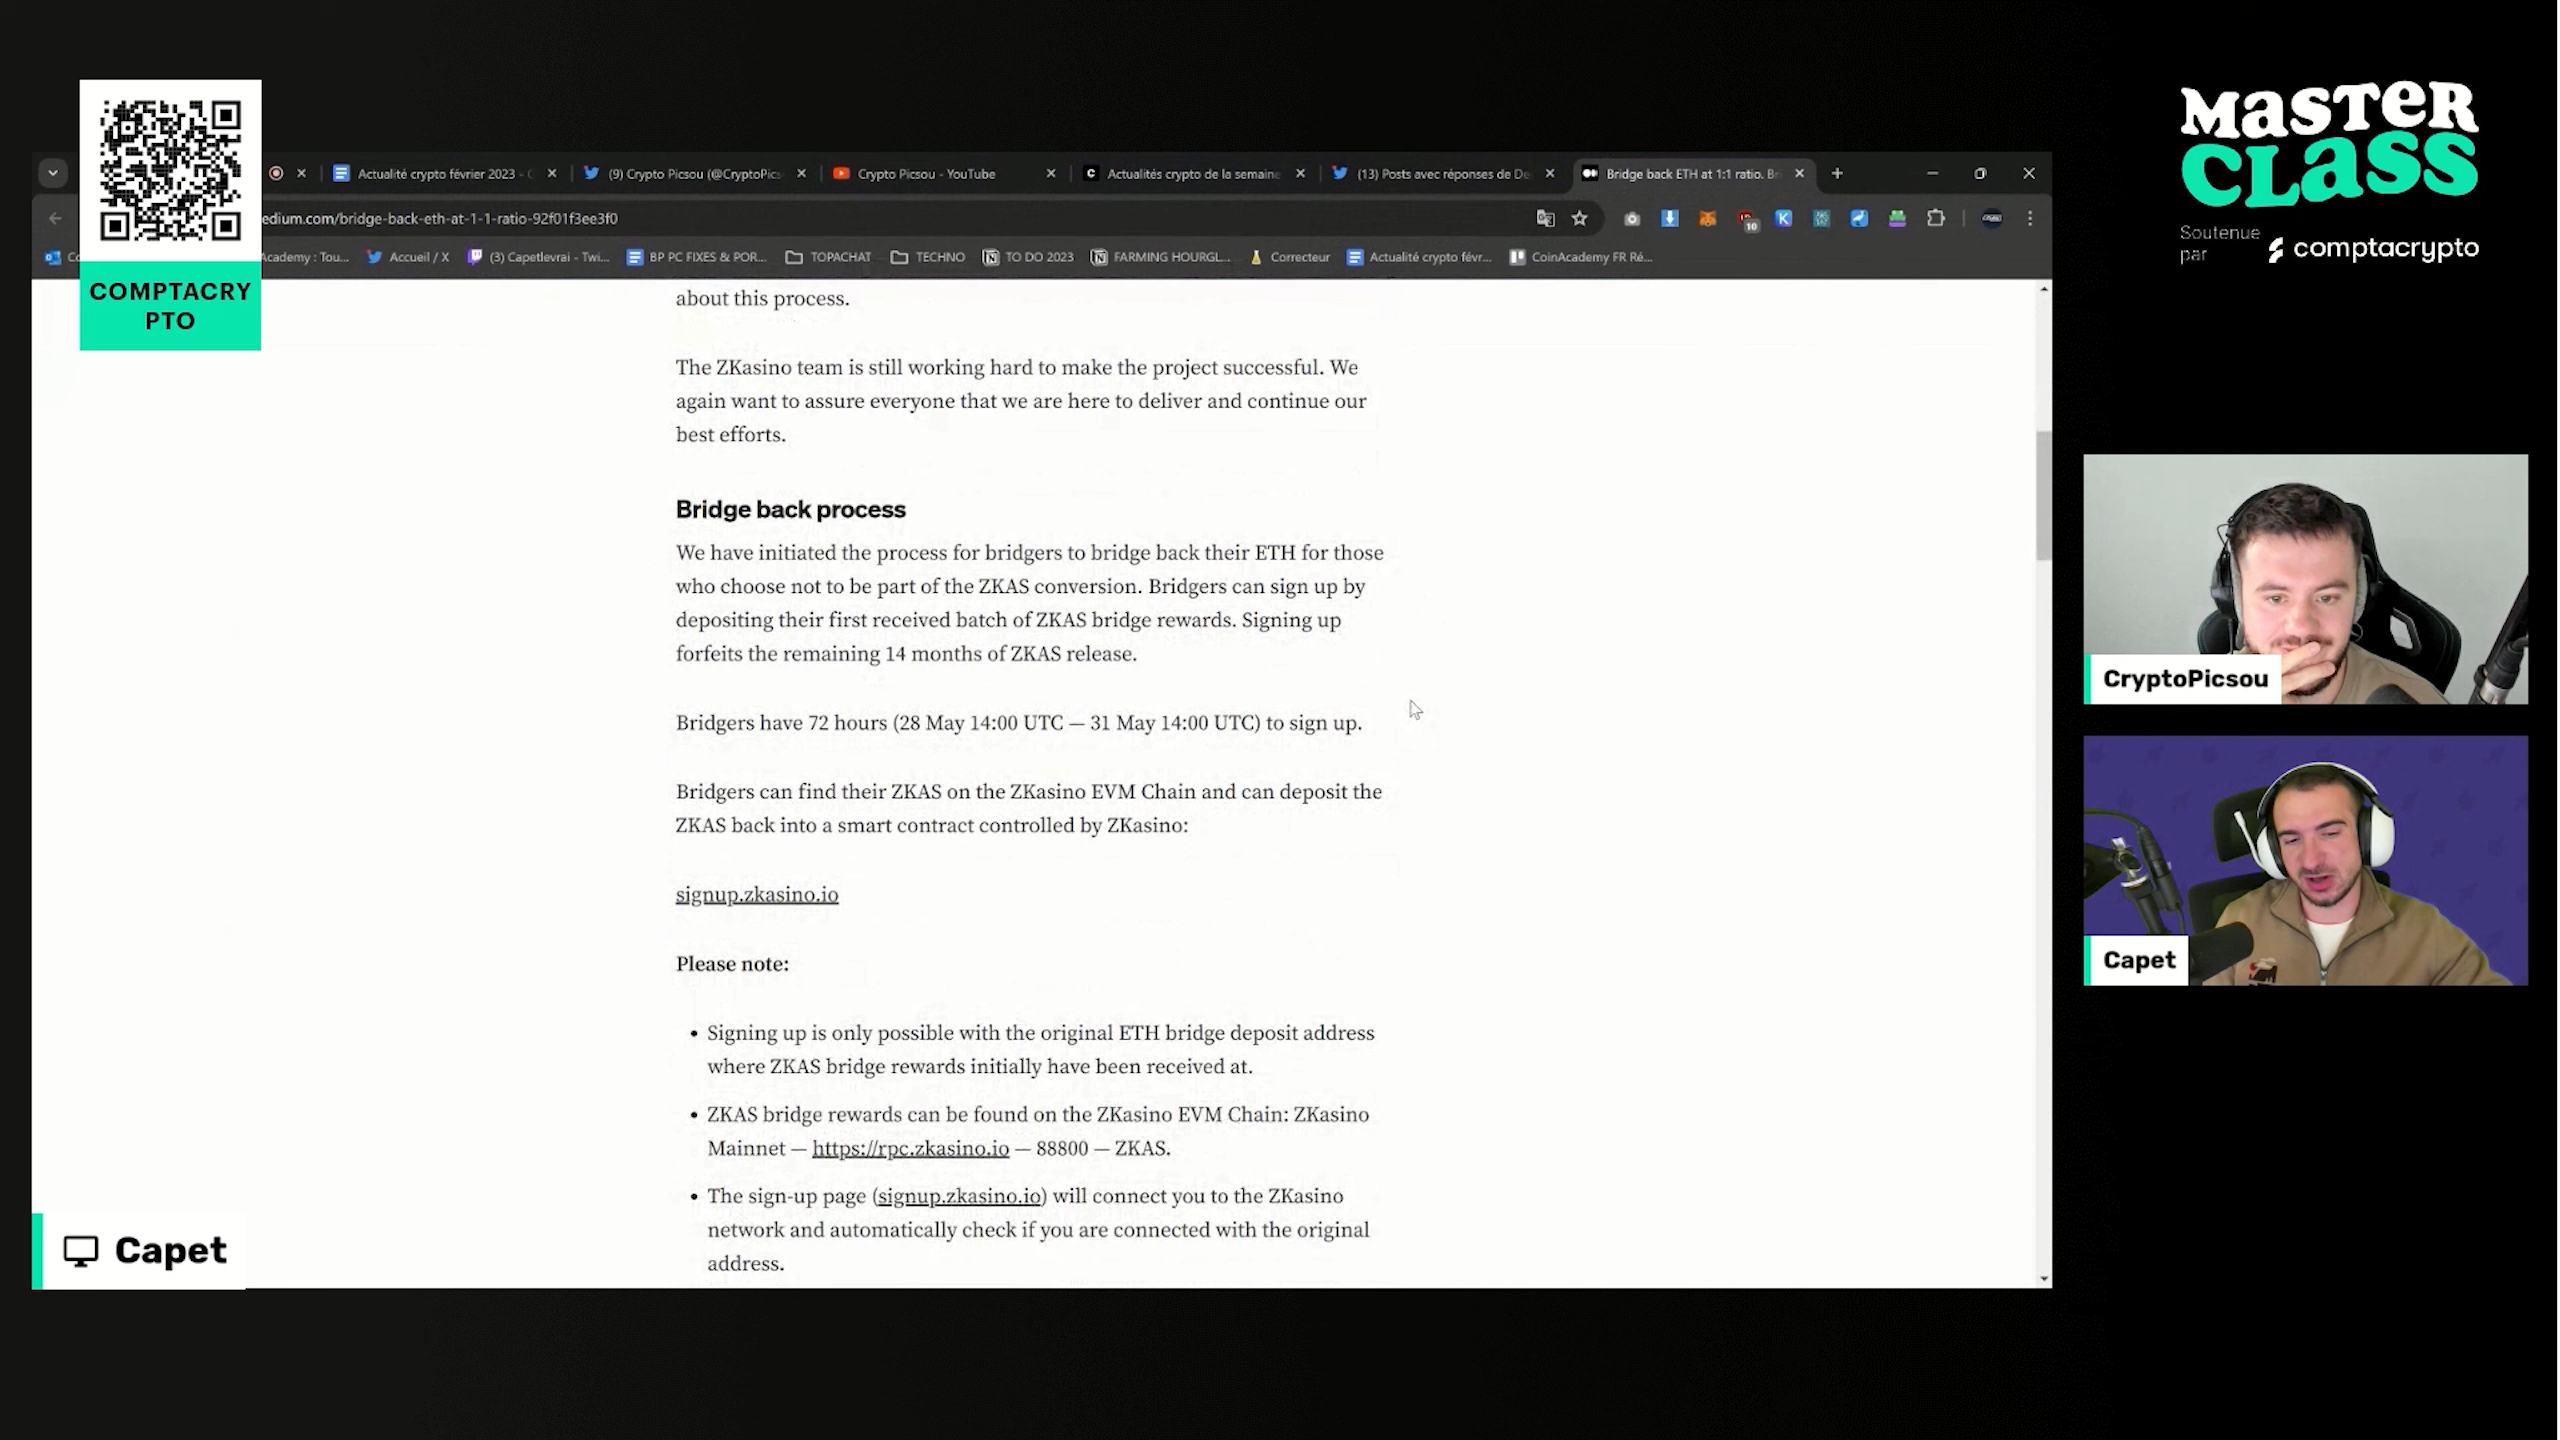 MASTER
CLASS
Soutenue
par
comptacrypto
COMPTACRY
PTO
Actualité crypto février 2023 -
(9) Crypto Picsou (@CryptoPics
Crypto Picsou - YouTube
Actualités crypto de la semaine
(13) Posts avec réponses de De
Bridge back ETH at 1:1 ratio. Br
edium.com/bridge-back-eth-at-1-1-ratio-92f01f3ee3f0
10
Academy : Tou...
Accueil / X
(3) Capetlevrai - Twi...
BP PC FIXES & POR...
TOPACHAT
TECHNO
TO DO 2023
FARMING HOURGL...
Correcteur
Actualité crypto févr...
CoinAcademy FR Ré...
about this process.
The ZKasino team is still working hard to make the project successful. We
again want to assure everyone that we are here to deliver and continue our
best efforts.
Bridge back process
We have initiated the process for bridgers to bridge back their ETH for those
who choose not to be part of the ZKAS conversion. Bridgers can sign up by
depositing their first received batch of ZKAS bridge rewards. Signing up
forfeits the remaining 14 months of ZKAS release.
Bridgers have 72 hours (28 May 14:00 UTC — 31 May 14:00 UTC) to sign up.
Bridgers can find their ZKAS on the ZKasino EVM Chain and can deposit the
ZKAS back into a smart contract controlled by ZKasino:
signup.zkasino.io
Please note:
• Signing up is only possible with the original ETH bridge deposit address
where ZKAS bridge rewards initially have been received at.
• ZKAS bridge rewards can be found on the ZKasino EVM Chain: ZKasino
Mainnet — https://rpc.zkasino.io — 88800 — ZKAS.
• The sign-up page (signup.zkasino.io) will connect you to the ZKasino
network and automatically check if you are connected with the original
address.
CryptoPicsou
Capet
Capet